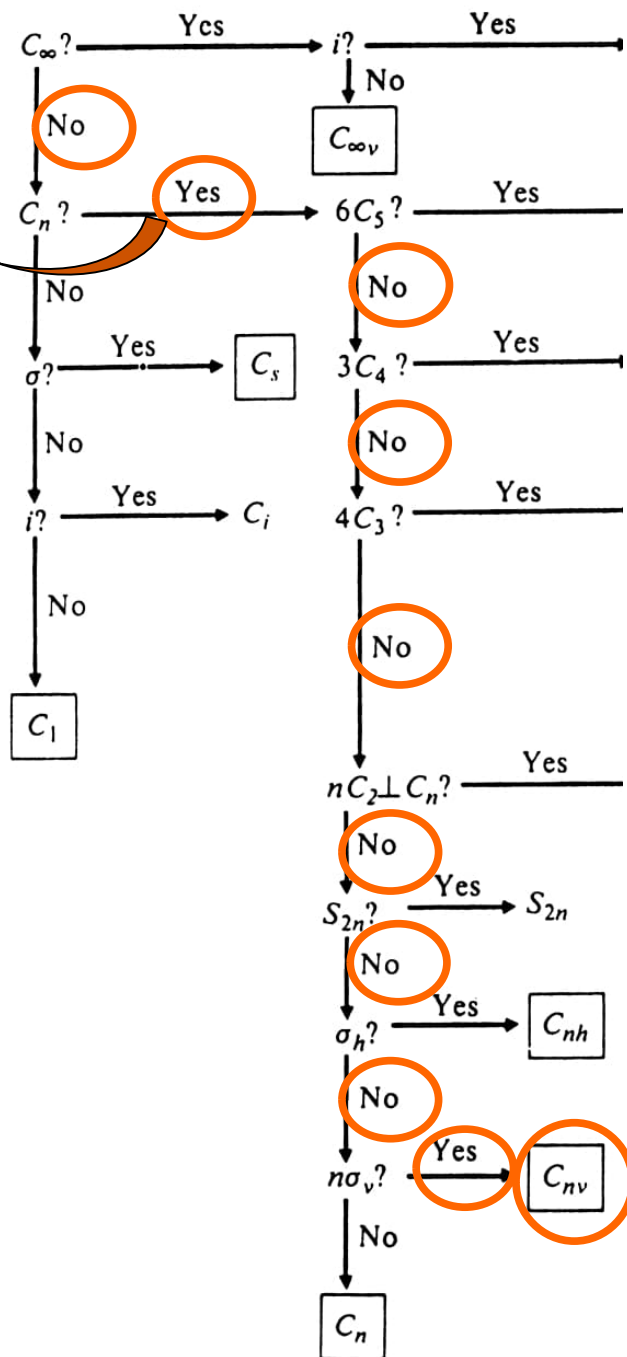 C∞? Yes i? Yes
No No
C∞v
Cn? Yes 6C5? Yes
No No
σ? Yes Cs 3C4? Yes
No No
i? Yes Ci 4C3? Yes
No No
C1
nC2⊥Cn? Yes
No
S2n? Yes S2n
No
σh? Yes Cnh
No
nσv? Yes Cnv
No
Cn